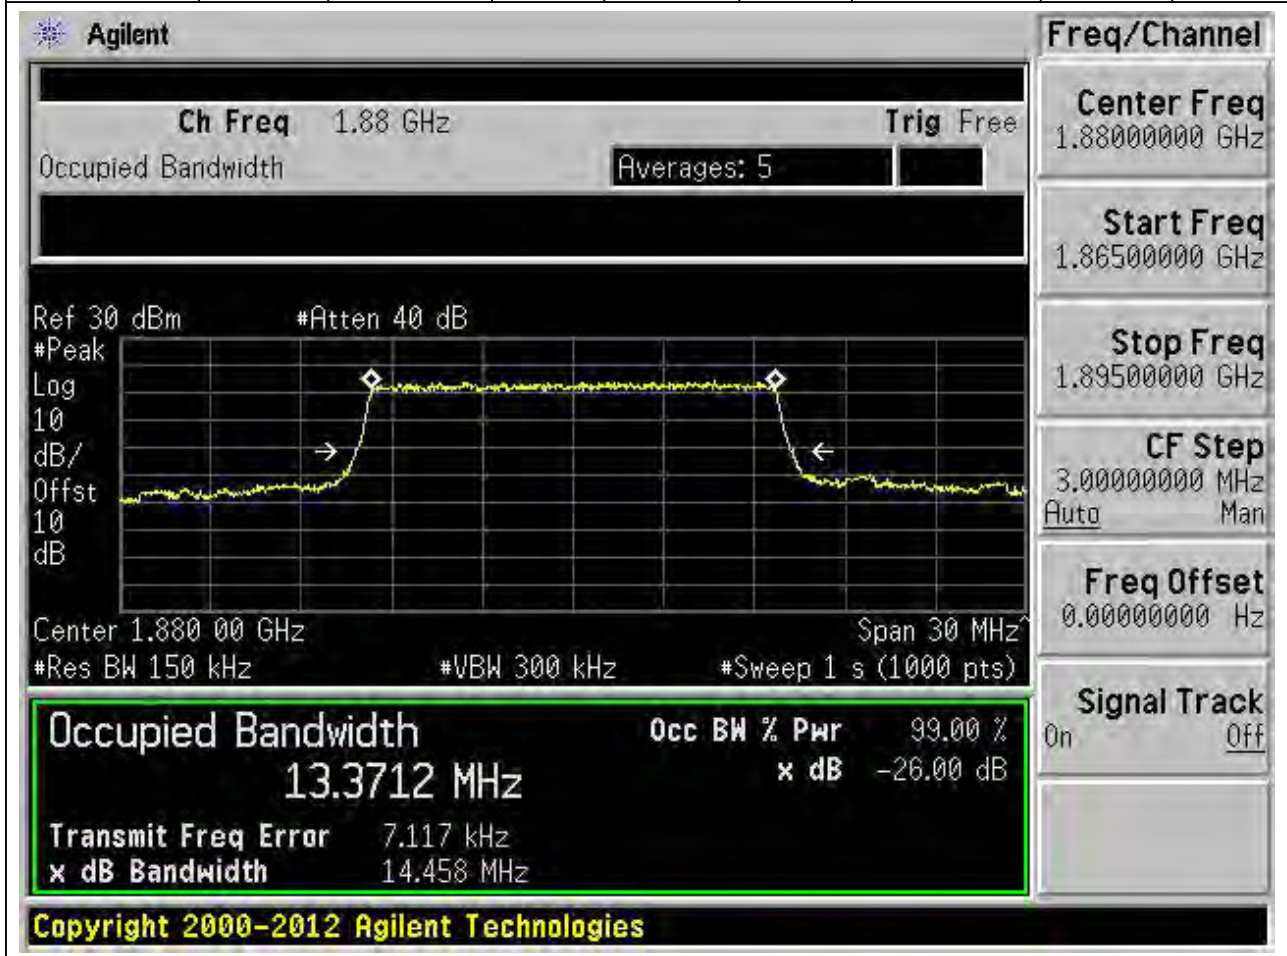 Agilent
Freq/Channel
Ch Freq 1.88 GHz Trig Free
Occupied Bandwidth Averages: 5
Center Freq
1.88000000 GHz
Start Freq
1.86500000 GHz
Stop Freq
1.89500000 GHz
CF Step
3.00000000 MHz
Auto Man
Freq Offset
0.00000000 Hz
Signal Track
On Off
Ref 30 dBm #Atten 40 dB
#Peak
Log
10
dB/
Offst
10
dB
Center 1.880 00 GHz Span 30 MHz^
#Res BW 150 kHz #VBW 300 kHz #Sweep 1 s (1000 pts)
Occupied Bandwidth Occ BW % Pwr 99.00 %
13.3712 MHz x dB -26.00 dB
Transmit Freq Error 7.117 kHz
x dB Bandwidth 14.458 MHz
Copyright 2000-2012 Agilent Technologies